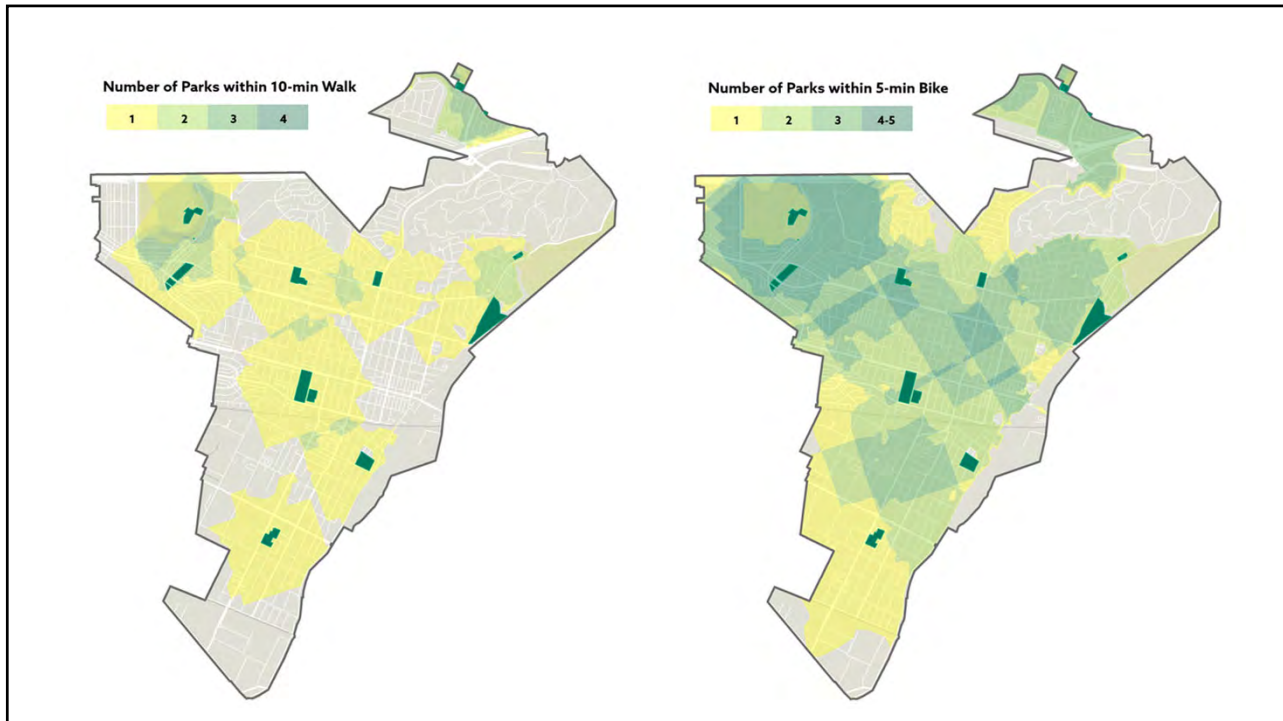 Number of Parks within 10-min Walk
1 2 3 4
Number of Parks within 5-min Bike
1 2 3 4-5